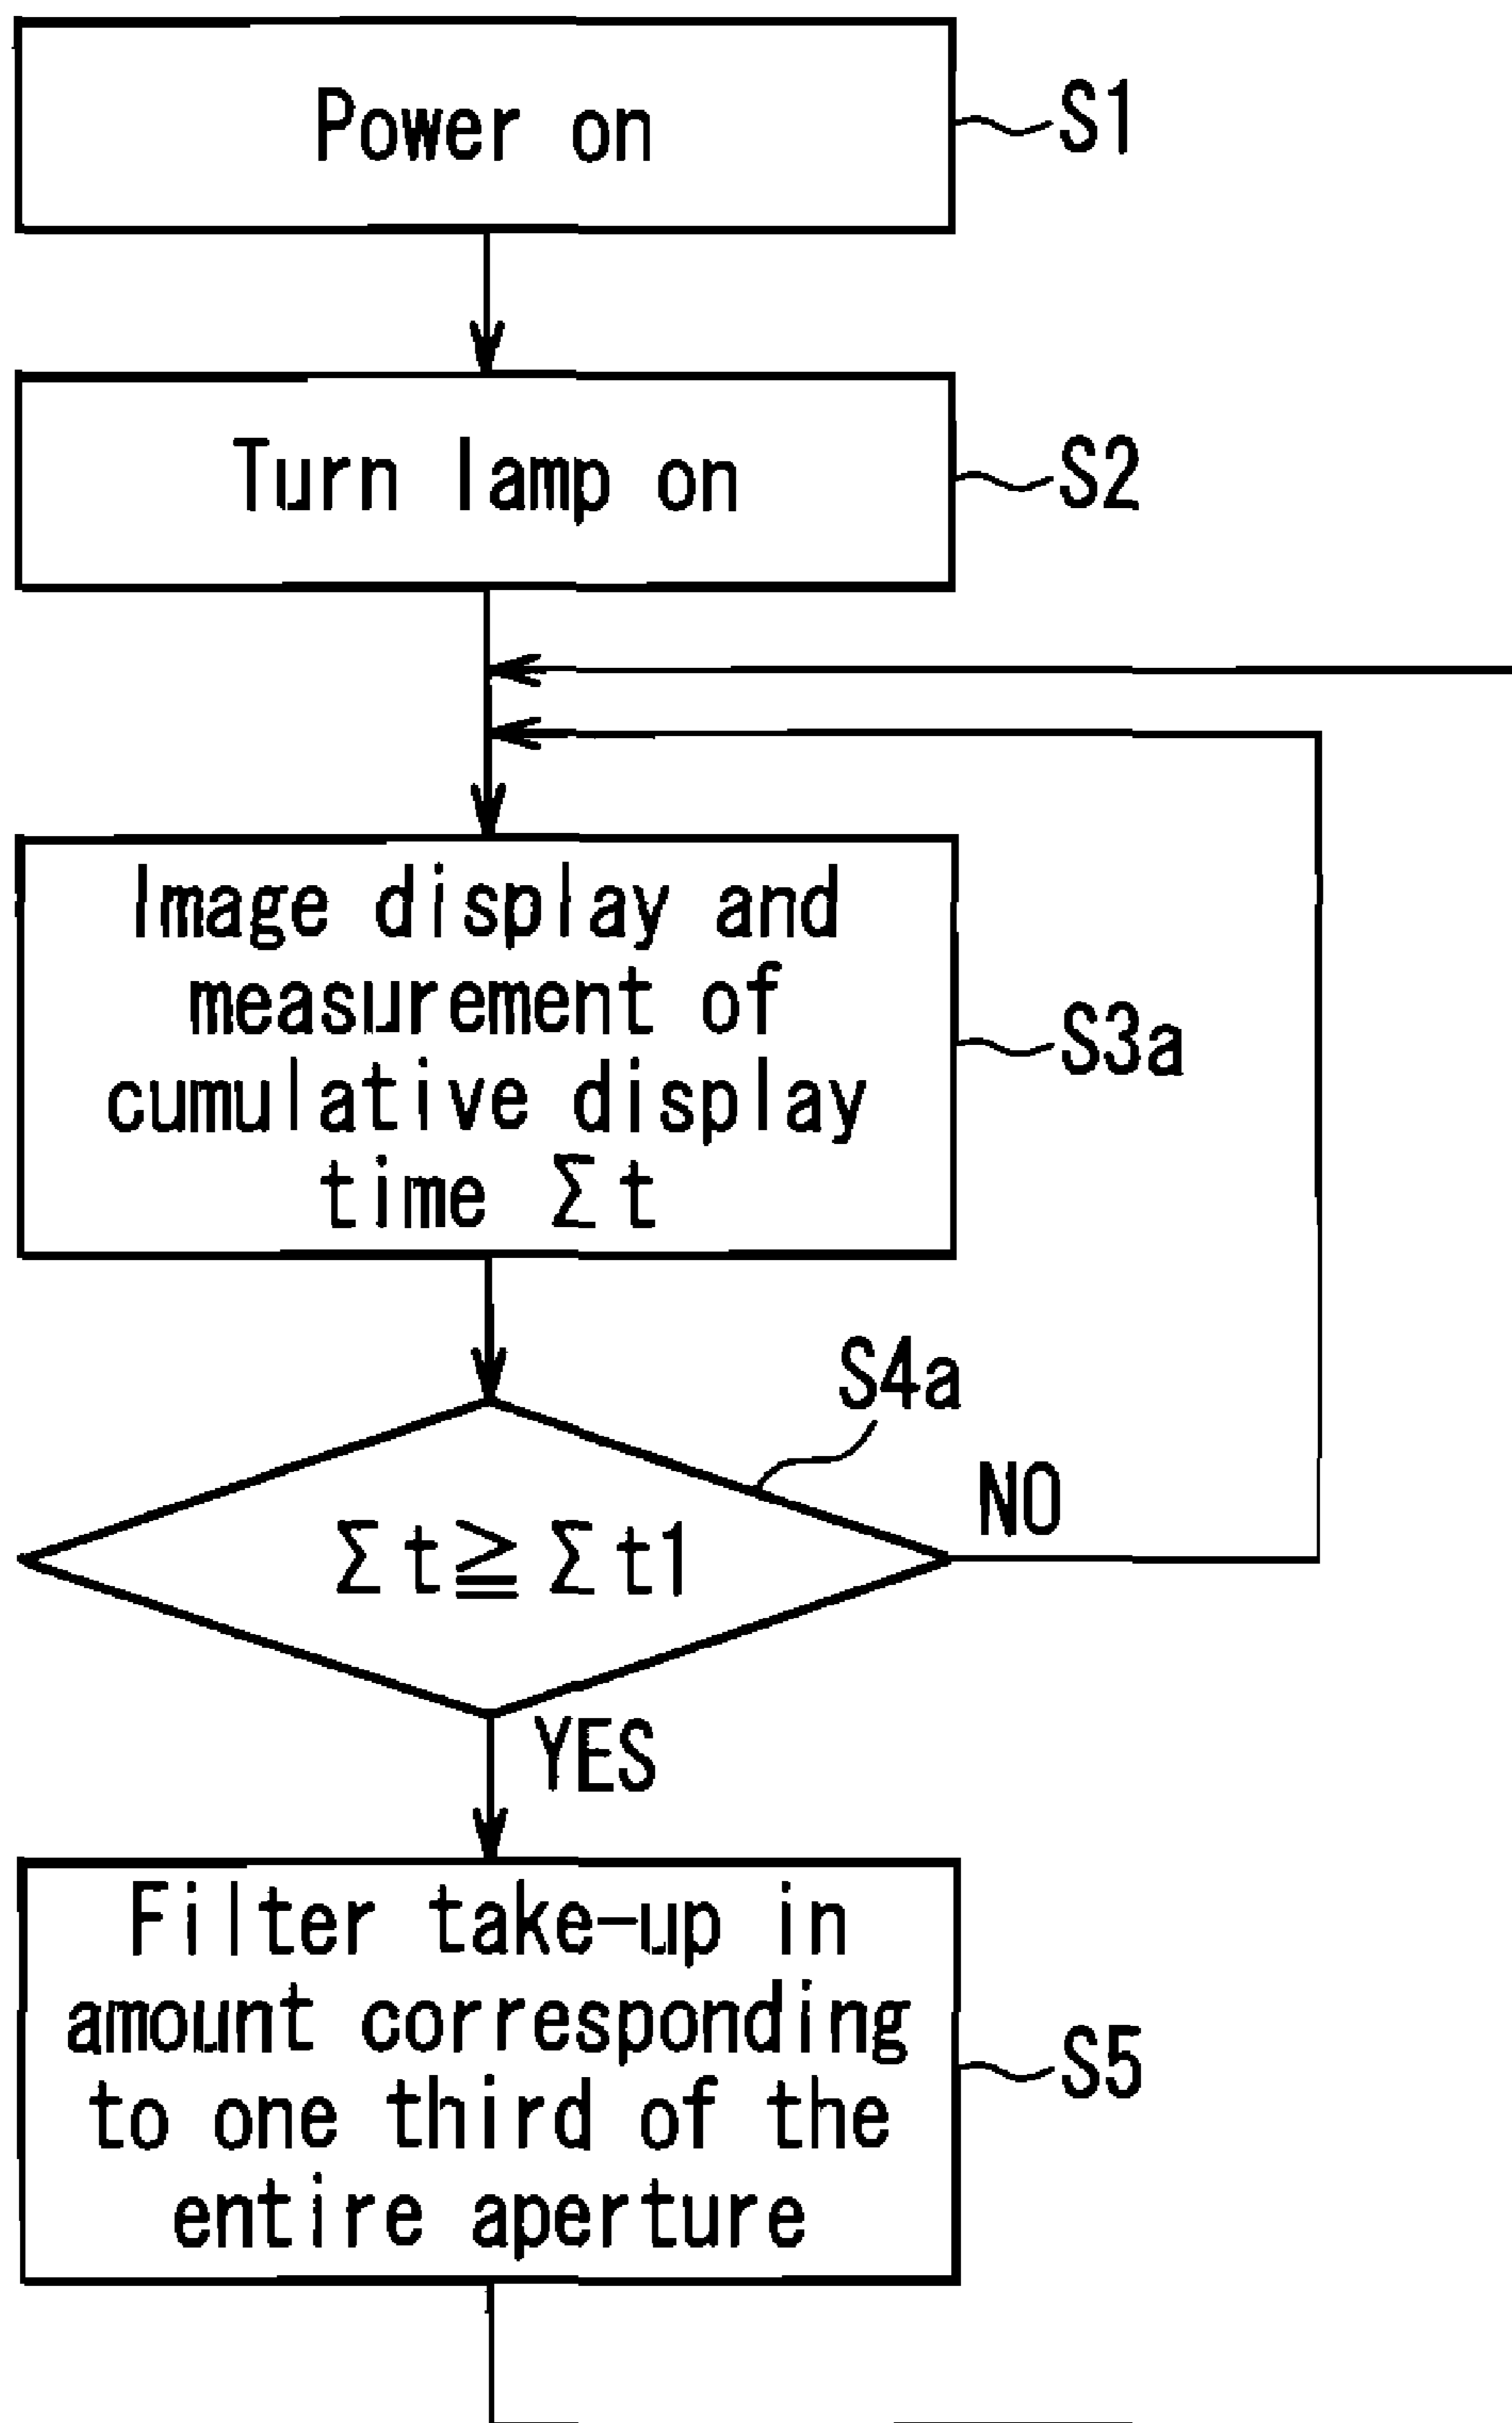 Power on
S1
Turn lamp on
S2
Image display and
measurement of
cumulative display
time Σt
S3a
S4a
Σt≧Σt1
NO
YES
Filter take-up in
amount corresponding
to one third of the
entire aperture
S5